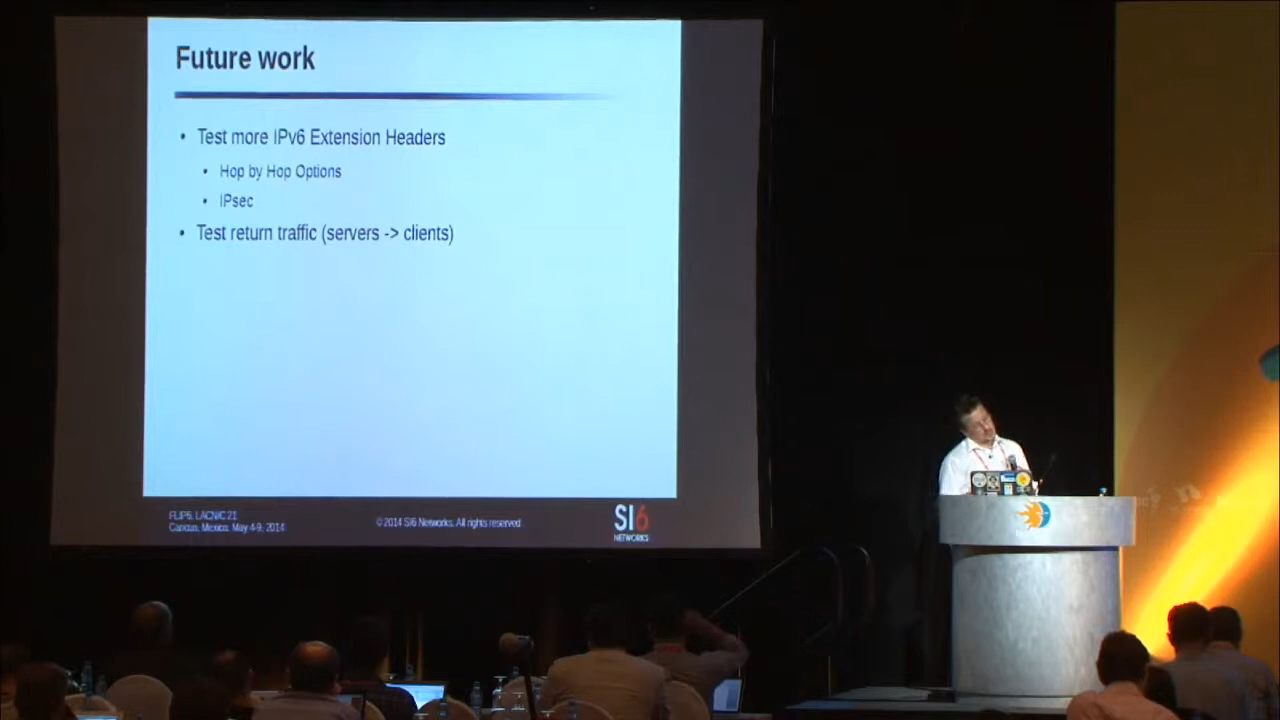 Future work
• Test more IPv6 Extension Headers
• Hop by Hop Options
• IPsec
• Test return traffic (servers -> clients)
FLIP6, LACNIC 21
Cancun, Mexico. May 4-9, 2014
© 2014 SI6 Networks. All rights reserved
SI6
NETWORKS